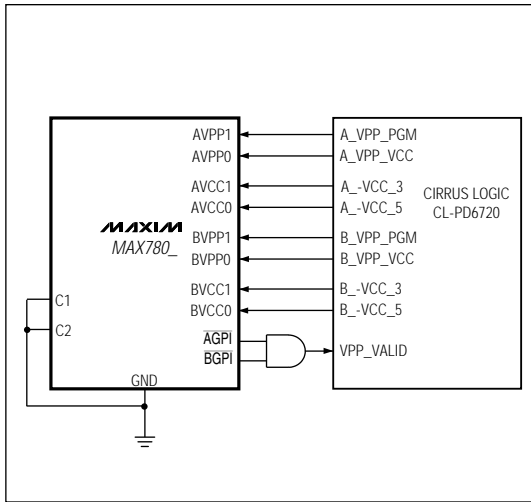 AVPP1
AVPP0
AVCC1
AVCC0
BVPP1
BVPP0
BVCC1
BVCC0
AGPI
BGPI
MAXIM
MAX780_
C1
C2
GND
A_VPP_PGM
A_VPP_VCC
A_-VCC_3
A_-VCC_5
B_VPP_PGM
B_VPP_VCC
B_-VCC_3
B_-VCC_5
VPP_VALID
CIRRUS LOGIC
CL-PD6720